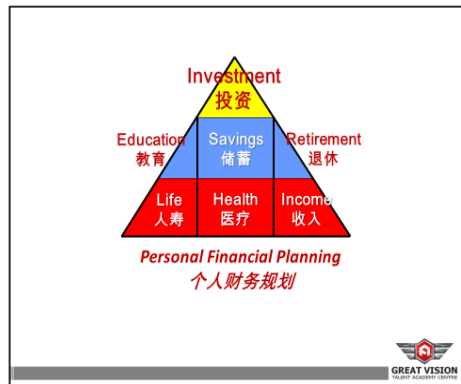 Investment
投资
Education
教育
Savings
储蓄
Retirement
退休
Life
人寿
Health
医疗
Income
收入
Personal Financial Planning
个人财务规划
GREAT VISION
TALENT ACADEMY CENTRE